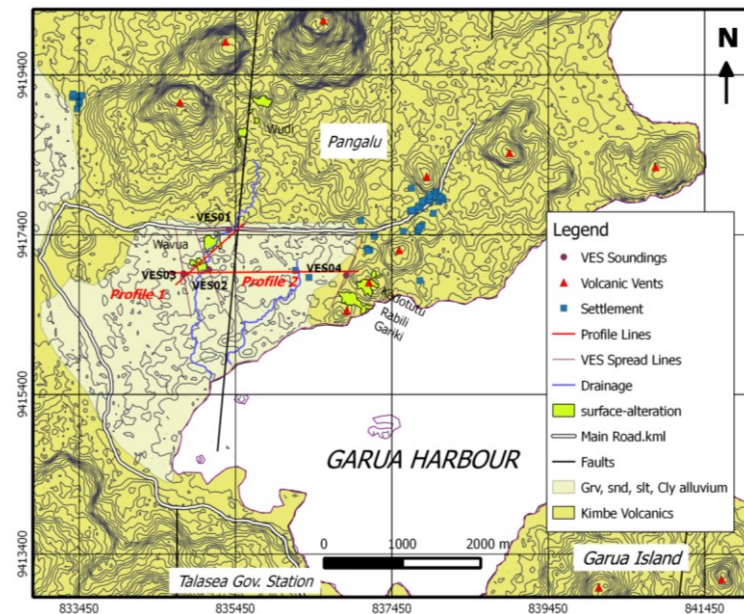 N
Wudi
Pangalu
VES01
Wavua
VES03
VES04
VES02
Profile 1
Profile 2
Kadotutu
Rabili
Gariki
GARUA HARBOUR
Garua Island
Talasea Gov. Station
0 1000 2000 m
Legend
VES Soundings
Volcanic Vents
Settlement
Profile Lines
VES Spread Lines
Drainage
surface-alteration
Main Road.kml
Faults
Grv, snd, slt, Cly alluvium
Kimbe Volcanics
9419400
9417400
9415400
9413400
833450 835450 837450 839450 841450